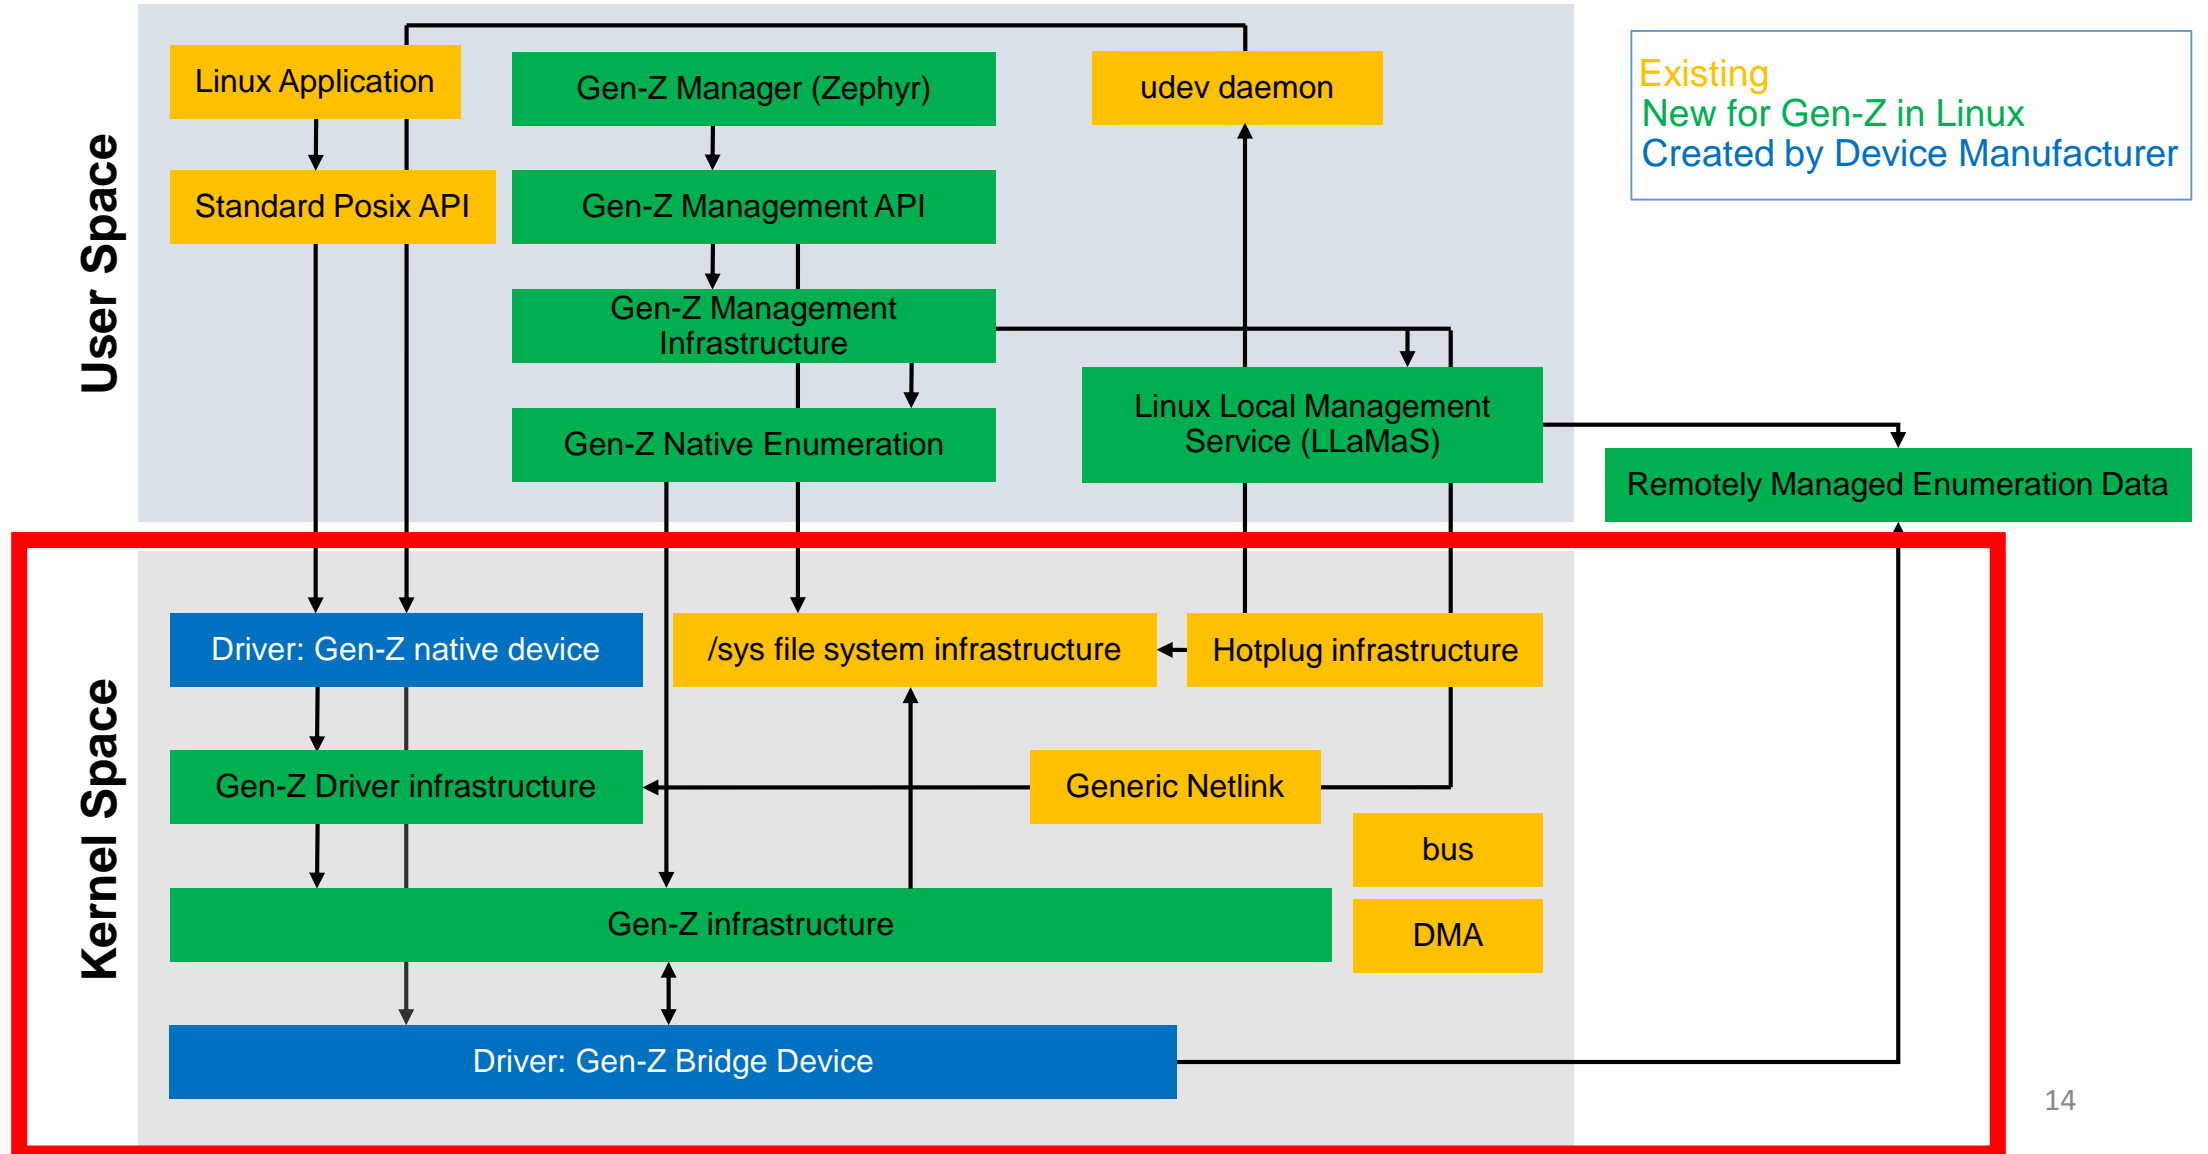 Linux Application
Gen-Z Manager (Zephyr)
udev daemon
Existing
New for Gen-Z in Linux
Created by Device Manufacturer
User Space
Standard Posix API
Gen-Z Management API
Gen-Z Management
Infrastructure
Gen-Z Native Enumeration
Linux Local Management
Service (LLaMaS)
Remotely Managed Enumeration Data
Kernel Space
Driver: Gen-Z native device
/sys file system infrastructure
Hotplug infrastructure
Gen-Z Driver infrastructure
Generic Netlink
bus
Gen-Z infrastructure
DMA
Driver: Gen-Z Bridge Device
14